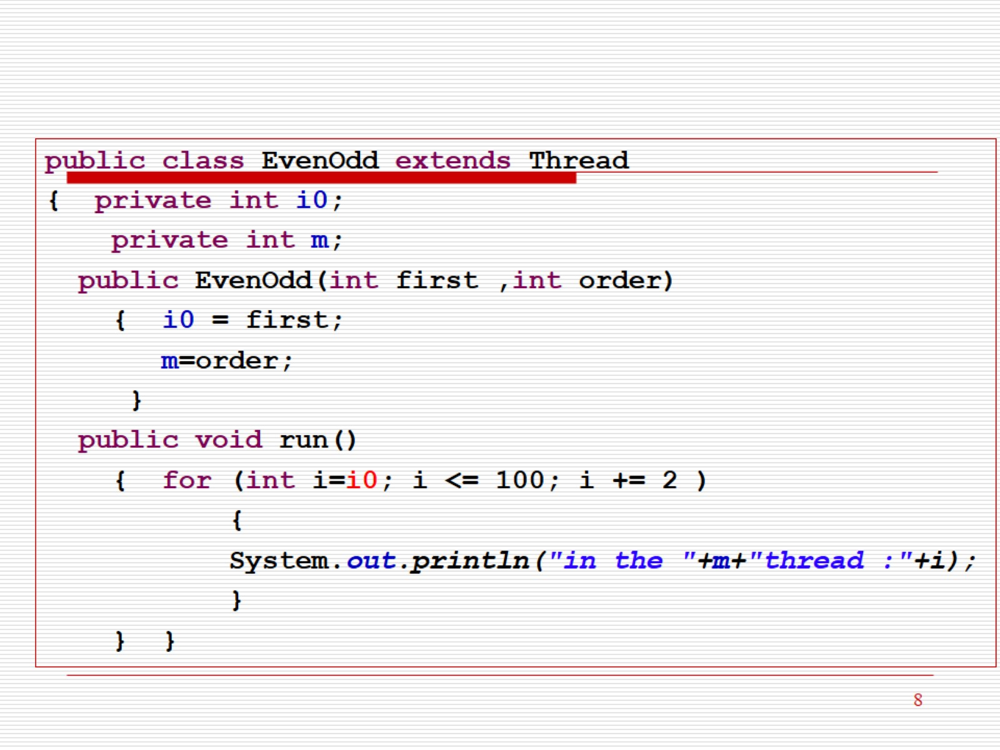 public class EvenOdd extends Thread
{  private int i0;
private int m;
public EvenOdd(int first ,int order)
{  i0 = first;
m=order;
}
public void run()
{  for (int i=i0; i <= 100; i += 2 )
{
System.out.println("in the "+m+"thread :"+i);
}
}  }
8